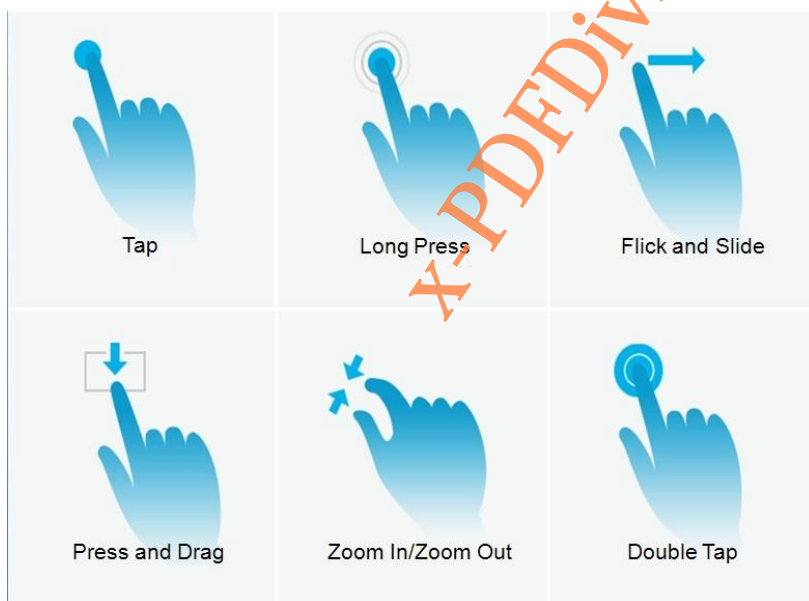 Tap
Long Press
Flick and Slide
Press and Drag
Zoom In/Zoom Out
Double Tap
x-PDFDiv